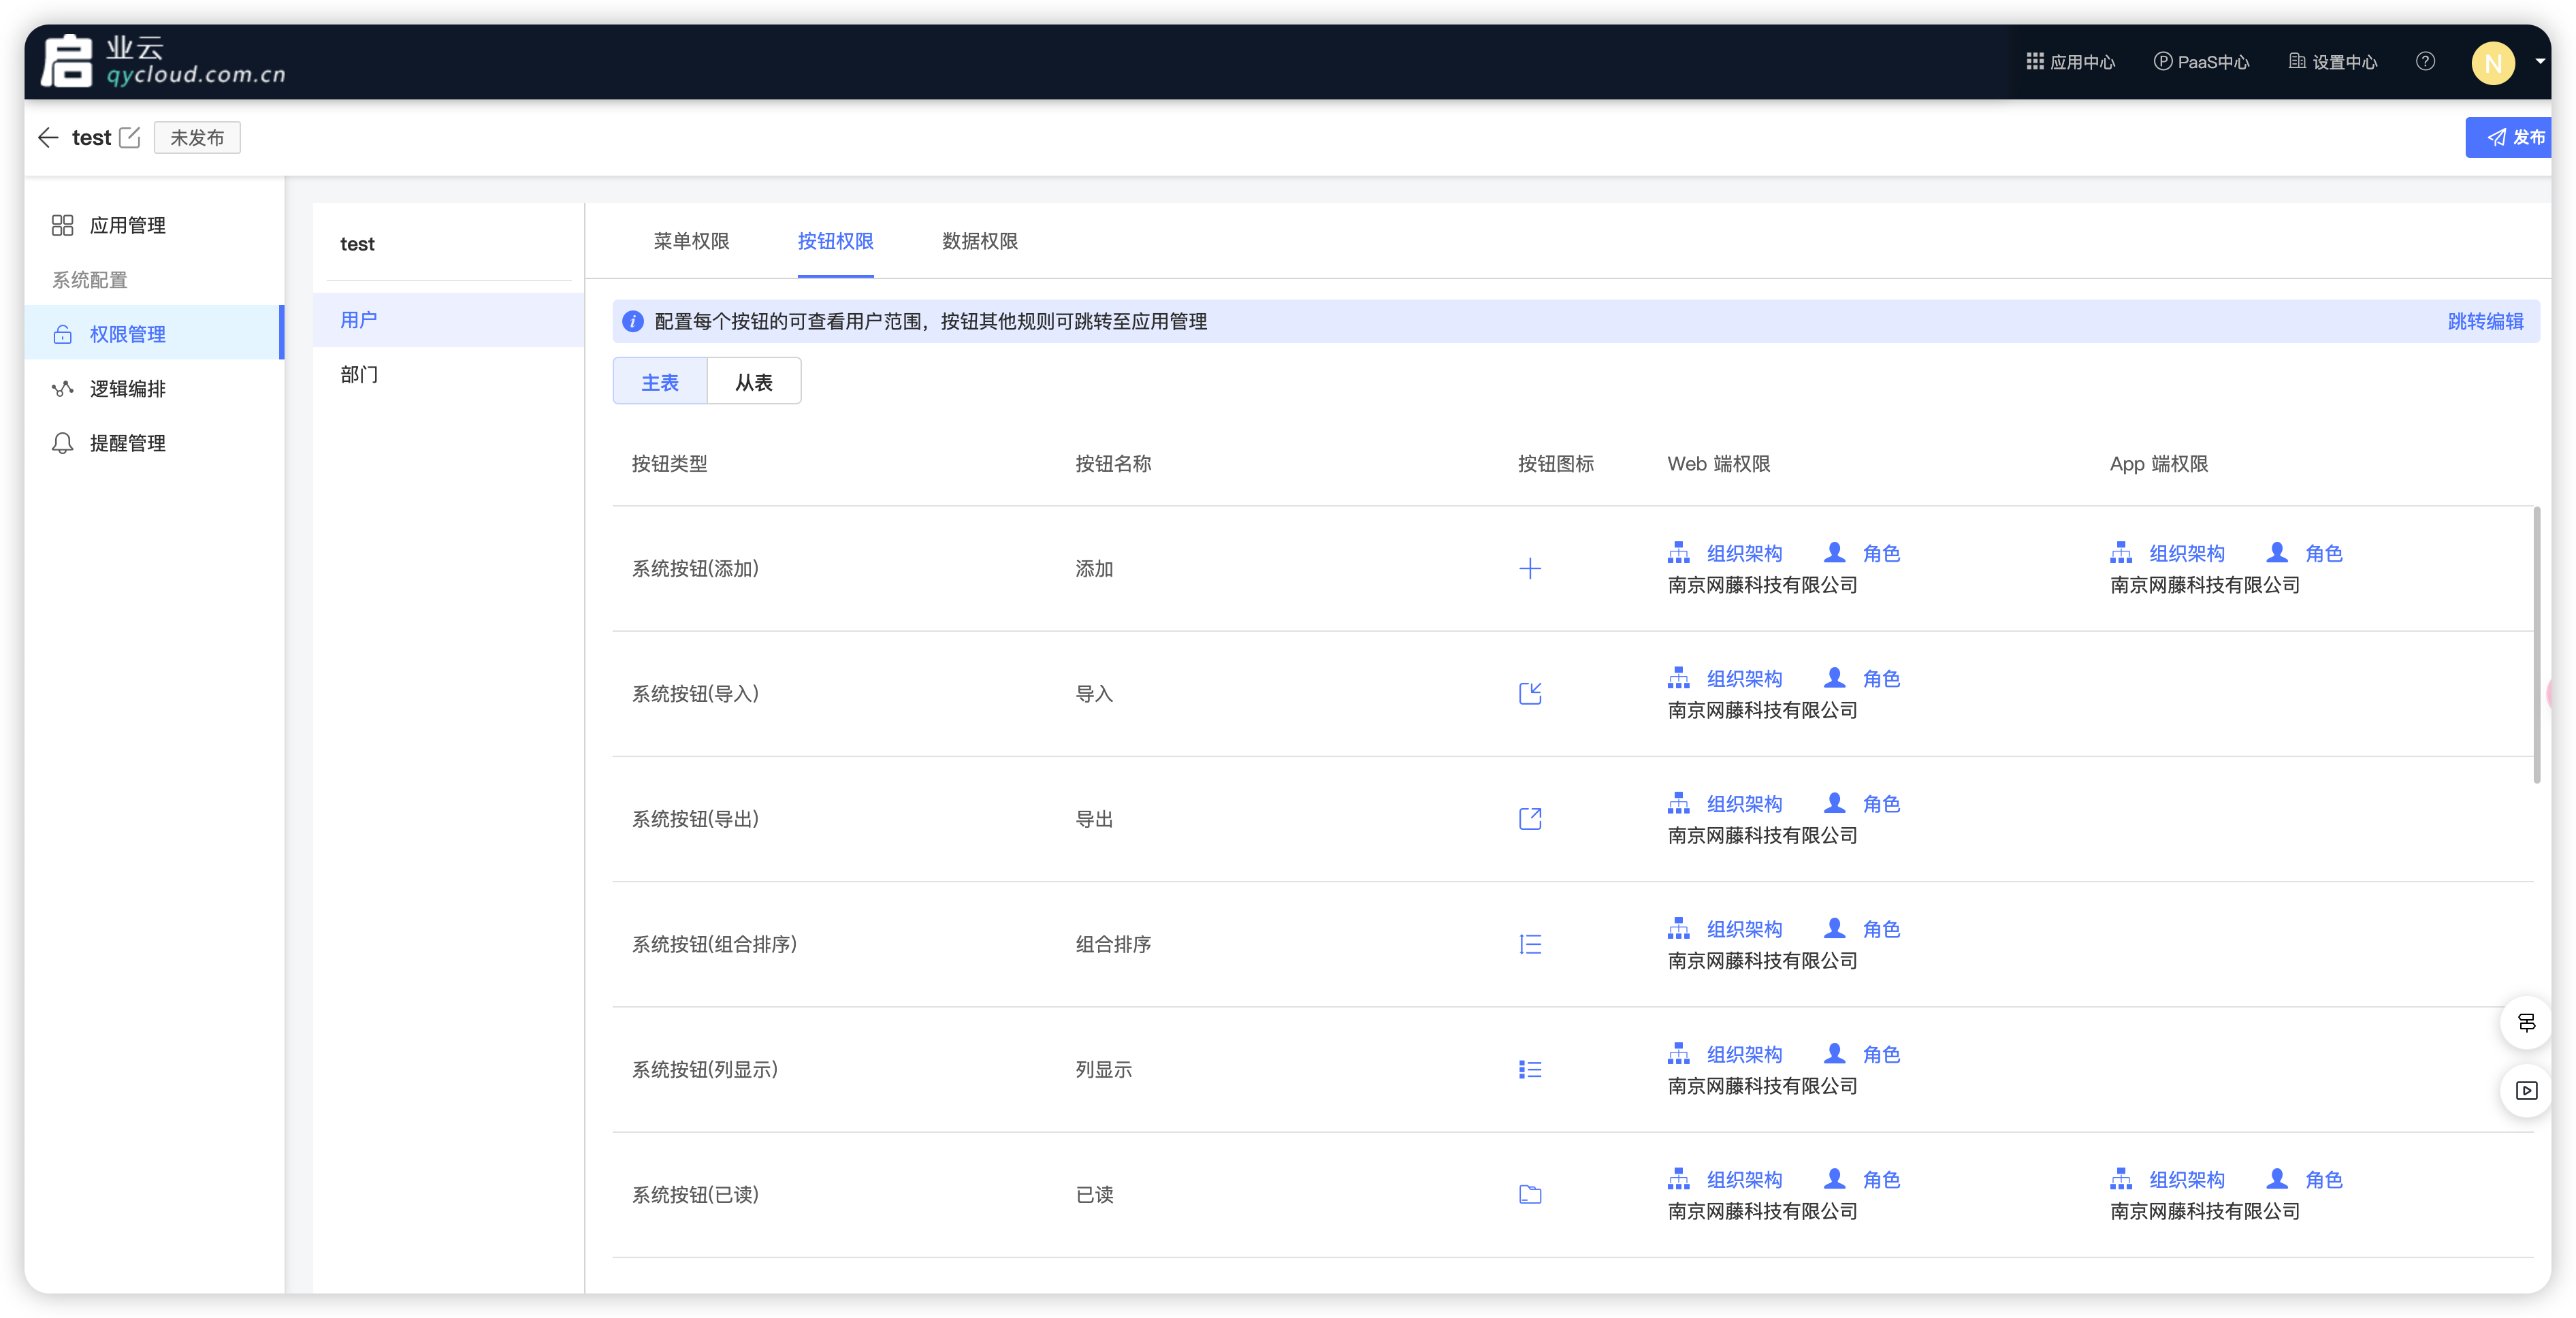 启 业云
qycloud.com.cn
应用中心 PaaS中心 设置中心 ? N
test 未发布 发布
应用管理
系统配置
权限管理
逻辑编排
提醒管理
test
用户
部门
菜单权限 按钮权限 数据权限
配置每个按钮的可查看用户范围，按钮其他规则可跳转至应用管理 跳转编辑
主表 从表
按钮类型 按钮名称 按钮图标 Web 端权限 App 端权限
系统按钮(添加) 添加 组织架构 角色 组织架构 角色
南京网藤科技有限公司 南京网藤科技有限公司
系统按钮(导入) 导入 组织架构 角色
南京网藤科技有限公司
系统按钮(导出) 导出 组织架构 角色
南京网藤科技有限公司
系统按钮(组合排序) 组合排序 组织架构 角色
南京网藤科技有限公司
系统按钮(列显示) 列显示 组织架构 角色
南京网藤科技有限公司
系统按钮(已读) 已读 组织架构 角色 组织架构 角色
南京网藤科技有限公司 南京网藤科技有限公司